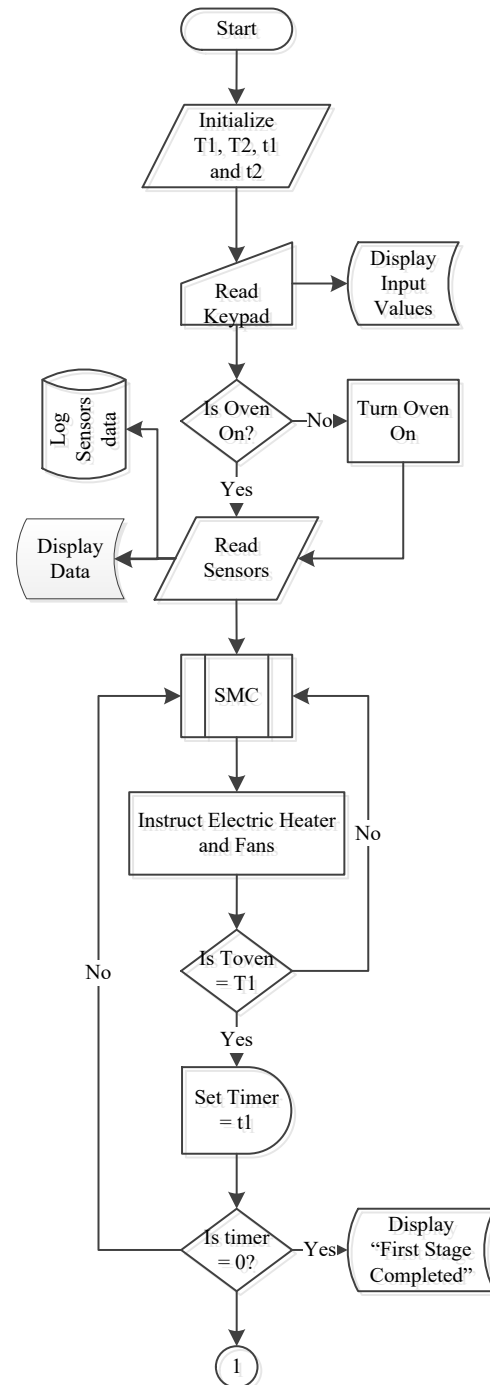 Start
Initialize
T1, T2, t1
and t2
Read
Keypad
Display
Input
Values
Is Oven
On?
No
Turn Oven
On
Log
Sensors
data
Yes
Display
Data
Read
Sensors
SMC
Instruct Electric Heater
and Fans
No
Is Toven
= T1
No
Yes
Set Timer
= t1
Is timer
= 0?
Yes
Display
“First Stage
Completed”
1